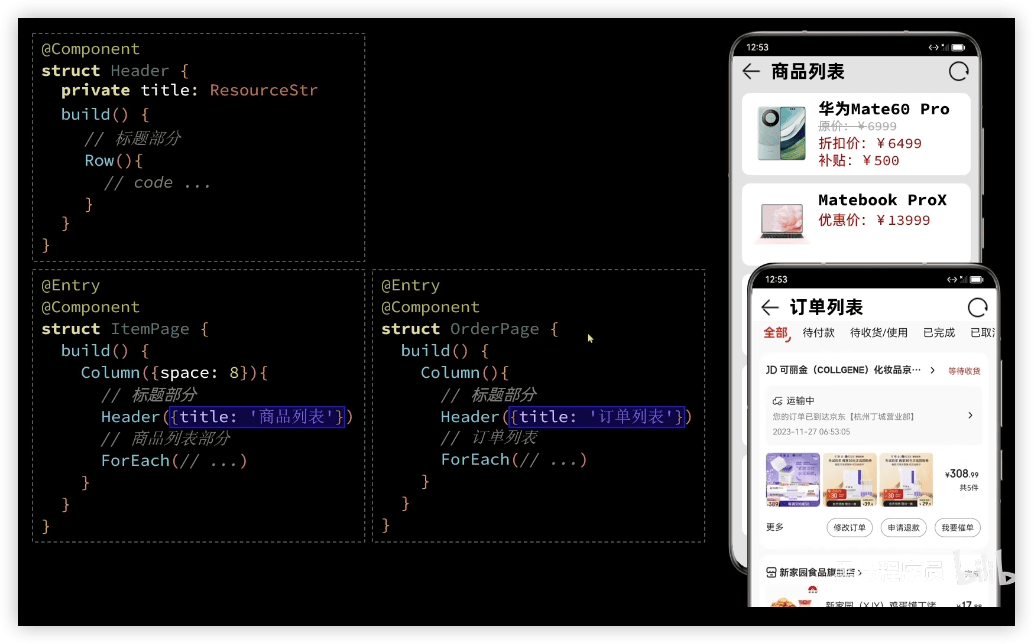 @Component
struct Header {
private title: ResourceStr
build() {
// 标题部分
Row(){
// code ...
}
}
}
@Entry
@Component
struct ItemPage {
build() {
Column({space: 8}){
// 标题部分
Header({title: '商品列表'})
// 商品列表部分
ForEach(// ...)
}
}
}
@Entry
@Component
struct OrderPage {
build() {
Column(){
// 标题部分
Header({title: '订单列表'})
// 订单列表
ForEach(// ...)
}
}
}
12:53
商品列表
华为Mate60 Pro
原价: ¥6999
折扣价: ¥6499
补贴: ¥500
Matebook ProX
优惠价: ¥13999
12:53
订单列表
全部 待付款 待收货/使用 已完成 已取
JD 可丽金（COLLGENE）化妆品京… > 等待收货
运输中
您的订单已到达京东【杭州丁城营业部】
2023-11-27 06:53:05
¥308.99
共5件
更多 修改订单 申请退款 我要催单
新家园食品旗舰店 >